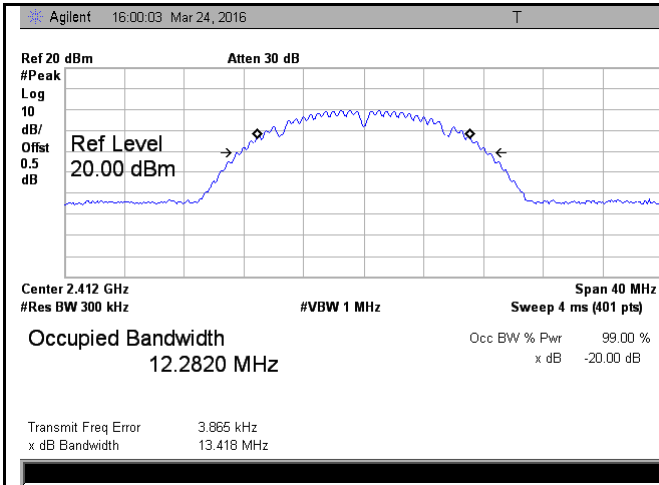 Agilent 16:00:03 Mar 24, 2016 T
Ref 20 dBm Atten 30 dB
#Peak
Log
10
dB/
Offst
0.5
dB
Ref Level
20.00 dBm
Center 2.412 GHz Span 40 MHz
#Res BW 300 kHz #VBW 1 MHz Sweep 4 ms (401 pts)
Occupied Bandwidth Occ BW % Pwr 99.00 %
12.2820 MHz x dB -20.00 dB
Transmit Freq Error 3.865 kHz
x dB Bandwidth 13.418 MHz